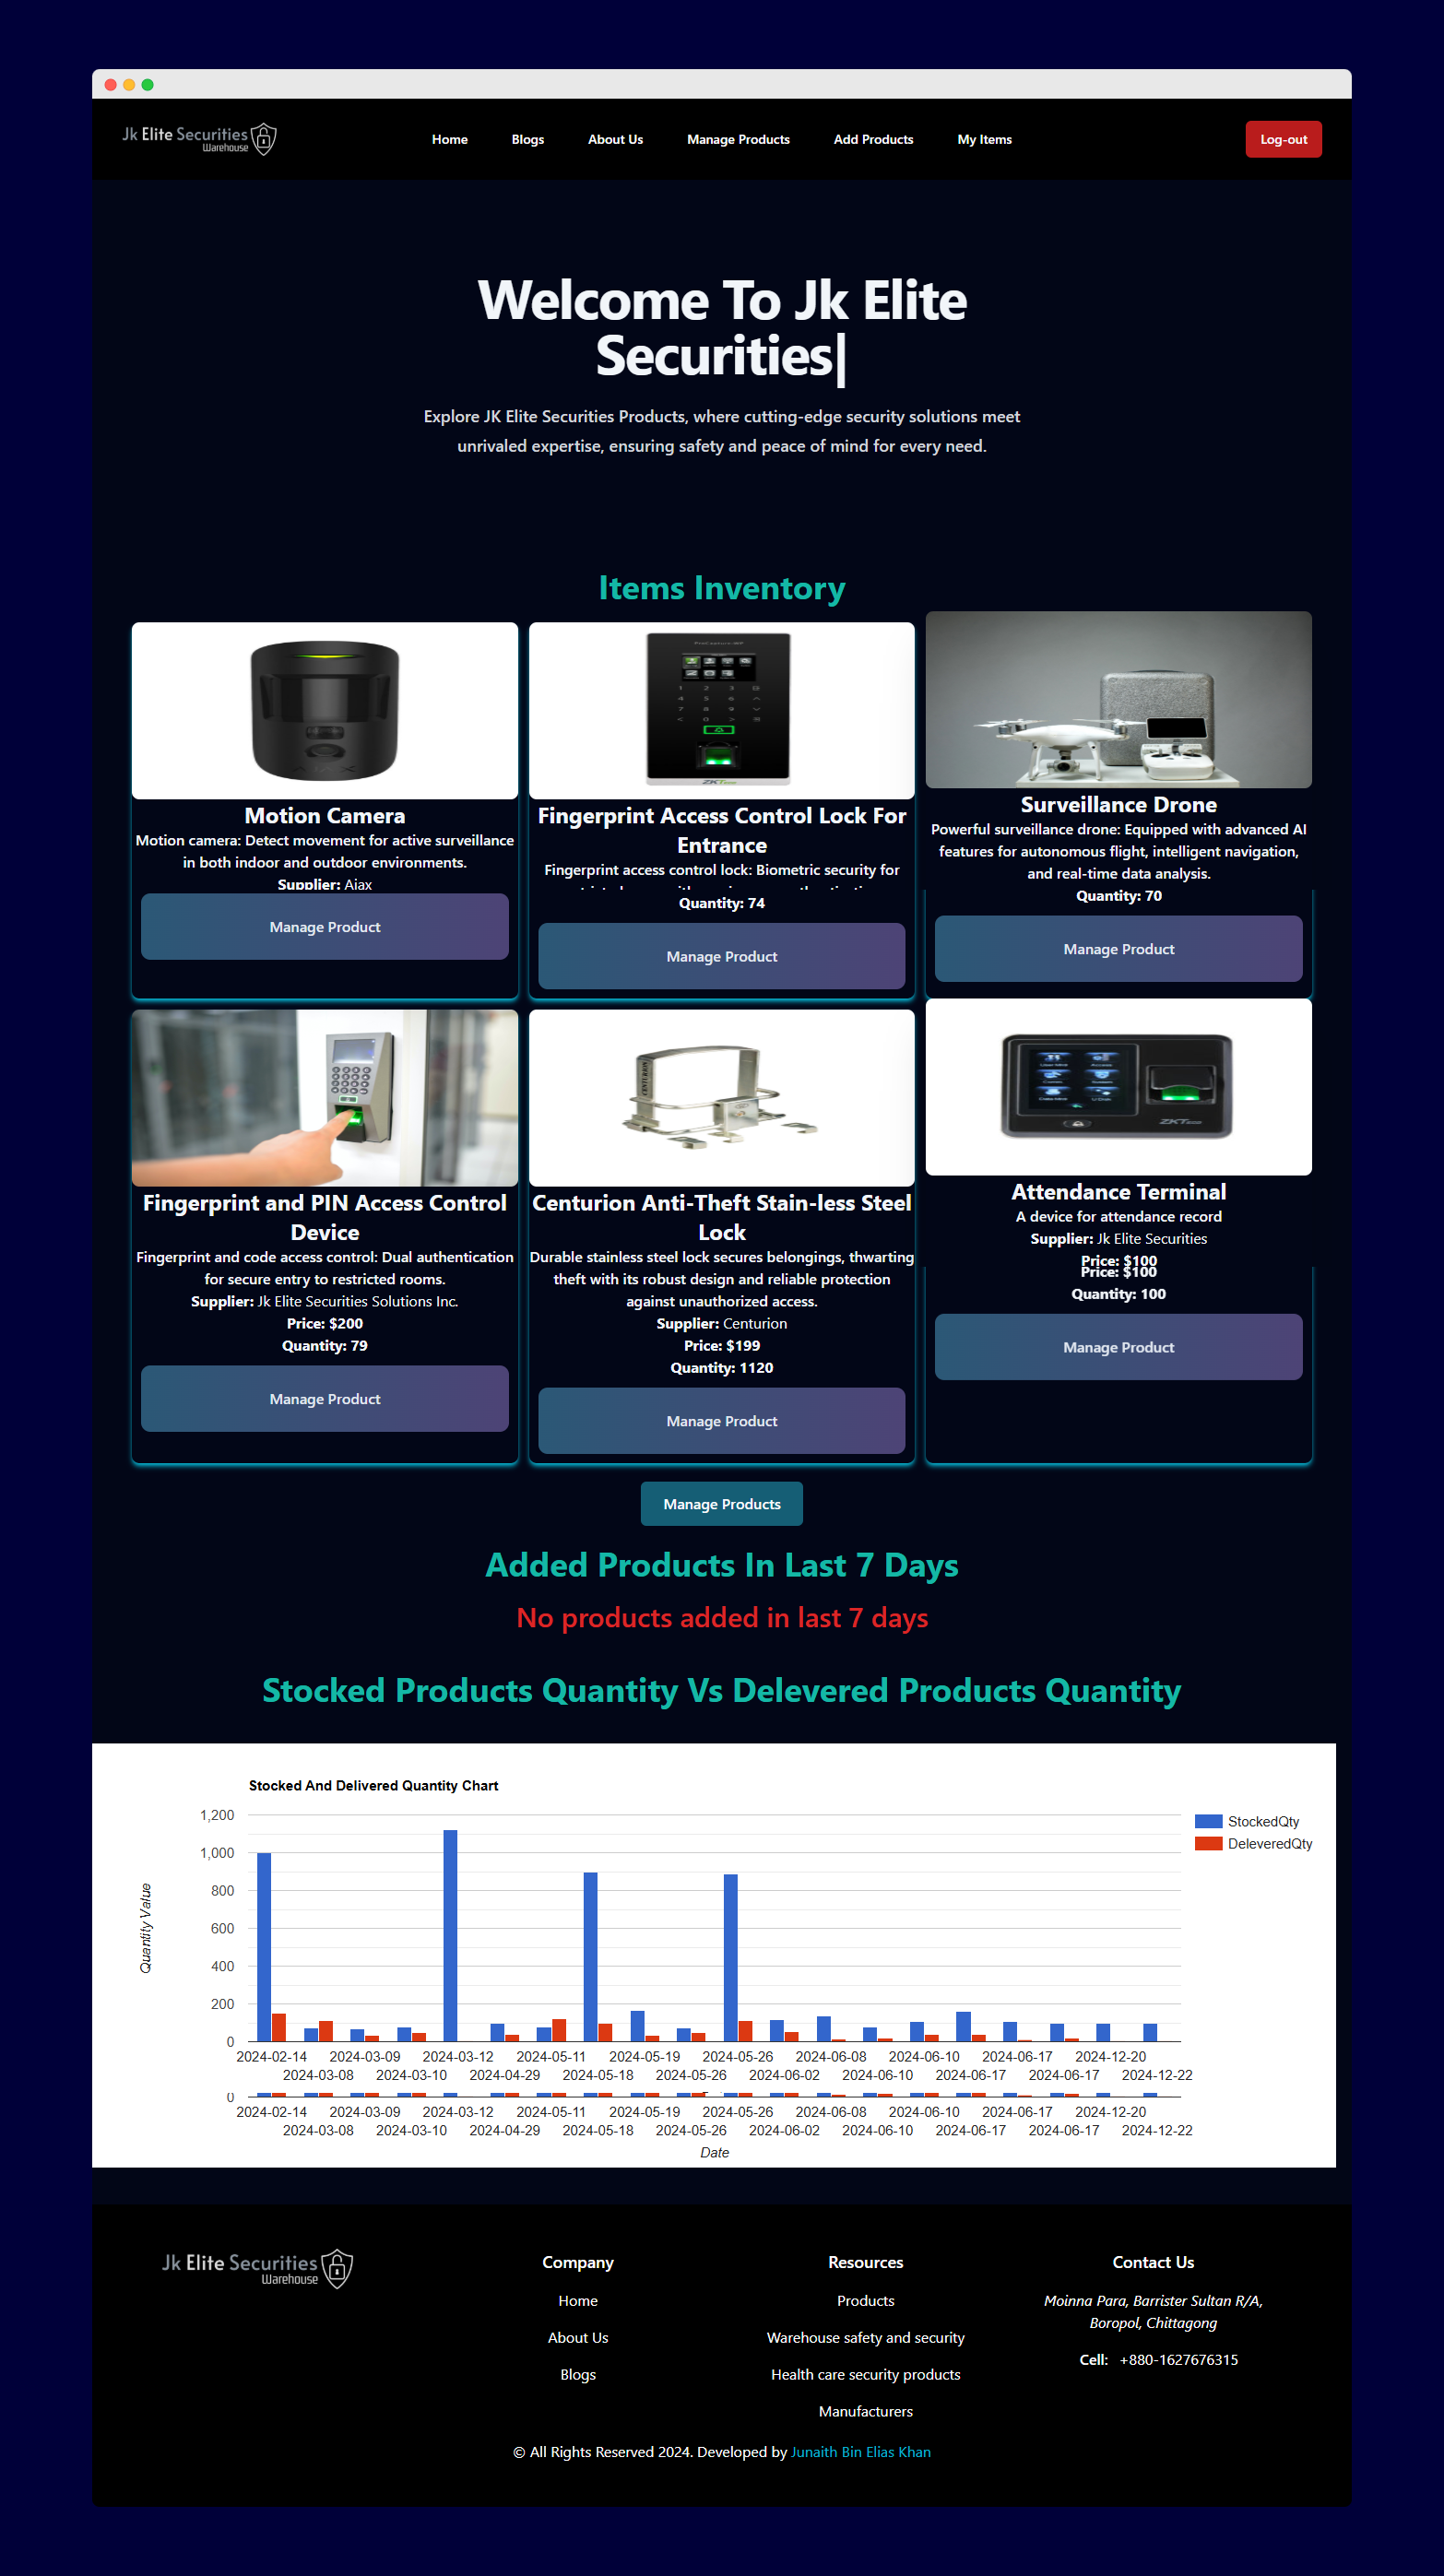 Jk Elite Securities
Warehouse
Home
Blogs
About Us
Manage Products
Add Products
My Items
Log-out
Welcome To Jk Elite
Securities|
Explore JK Elite Securities Products, where cutting-edge security solutions meet
unrivaled expertise, ensuring safety and peace of mind for every need.
Items Inventory
AJAX
Motion Camera
Motion camera: Detect movement for active surveillance
in both indoor and outdoor environments.
Supplier: Ajax
Manage Product
ZKTeco
Fingerprint Access Control Lock For
Entrance
Fingerprint access control lock: Biometric security for
Quantity: 74
Manage Product
Surveillance Drone
Powerful surveillance drone: Equipped with advanced AI
features for autonomous flight, intelligent navigation,
and real-time data analysis.
Quantity: 70
Manage Product
Fingerprint and PIN Access Control
Device
Fingerprint and code access control: Dual authentication
for secure entry to restricted rooms.
Supplier: Jk Elite Securities Solutions Inc.
Price: $200
Quantity: 79
Manage Product
CENTURION
Centurion Anti-Theft Stain-less Steel
Lock
Durable stainless steel lock secures belongings, thwarting
theft with its robust design and reliable protection
against unauthorized access.
Supplier: Centurion
Price: $199
Quantity: 1120
Manage Product
ZKTeco
Attendance Terminal
A device for attendance record
Supplier: Jk Elite Securities
Price: $100
Price: $100
Quantity: 100
Manage Product
Manage Products
Added Products In Last 7 Days
No products added in last 7 days
Stocked Products Quantity Vs Delevered Products Quantity
Stocked And Delivered Quantity Chart
StockedQty
DeleveredQty
Quantity Value
1,200
1,000
800
600
400
200
0
2024-02-14 2024-03-09 2024-03-12 2024-05-11 2024-05-19 2024-05-26 2024-06-08 2024-06-10 2024-06-17 2024-12-20
2024-03-08 2024-03-10 2024-04-29 2024-05-18 2024-05-26 2024-06-02 2024-06-10 2024-06-17 2024-06-17 2024-12-22
0
2024-02-14 2024-03-09 2024-03-12 2024-05-11 2024-05-19 2024-05-26 2024-06-08 2024-06-10 2024-06-17 2024-12-20
2024-03-08 2024-03-10 2024-04-29 2024-05-18 2024-05-26 2024-06-02 2024-06-10 2024-06-17 2024-06-17 2024-12-22
Date
Jk Elite Securities
Warehouse
Company
Home
About Us
Blogs
Resources
Products
Warehouse safety and security
Health care security products
Manufacturers
Contact Us
Moinna Para, Barrister Sultan R/A,
Boropol, Chittagong
Cell: +880-1627676315
© All Rights Reserved 2024. Developed by Junaith Bin Elias Khan